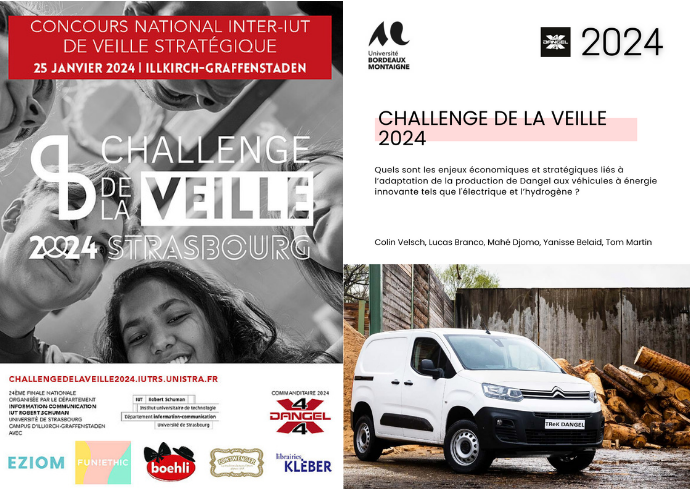 CONCOURS NATIONAL INTER-IUT
DE VEILLE STRATÉGIQUE
25 JANVIER 2024 | ILLKIRCH-GRAFFENSTADEN
CHALLENGE
DE
LA VEILLE
2024 STRASBOURG
CHALLENGEDELAVEILLE2024.IUTRS.UNISTRA.FR
24ÈME FINALE NATIONALE
ORGANISÉE PAR LE DÉPARTEMENT
INFORMATION COMMUNICATION
IUT ROBERT SCHUMAN
UNIVERSITÉ DE STRASBOURG
CAMPUS D'ILLKIRCH-GRAFFENSTADEN
AVEC
IUT Robert Schuman
Institut universitaire de technologie
Département information-communication
Université de Strasbourg
COMMANDITAIRE 2024
4
DANGEL
4
EZIOM
FUN!ETHIC
boehli
FORTWENGER
librairies
KLÉBER
Université
BORDEAUX
MONTAIGNE
DANGEL
2024
CHALLENGE DE LA VEILLE
2024
Quels sont les enjeux économiques et stratégiques liés à
l'adaptation de la production de Dangel aux véhicules à énergie
innovante tels que l'électrique et l'hydrogène ?
Colin Velsch, Lucas Branco, Mahé Djomo, Yanisse Belaid, Tom Martin
TREK DANGEL